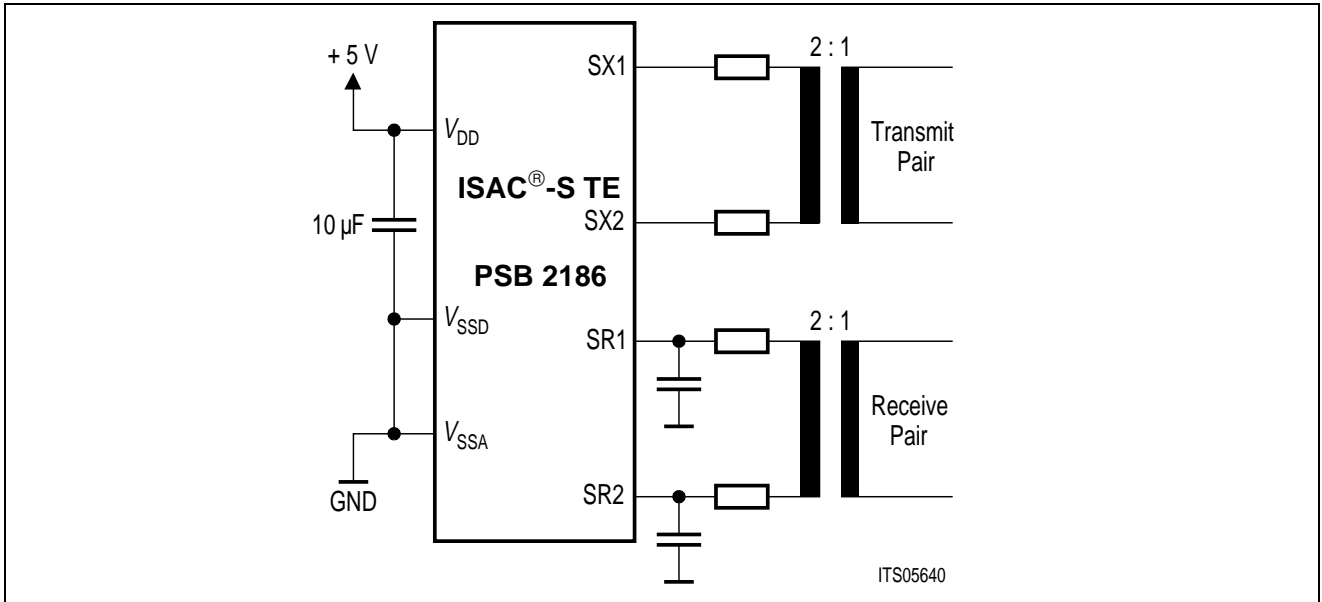 + 5 V
V_DD
10 µF
V_SSD
V_SSA
GND
ISAC®-S TE
PSB 2186
SX1
SX2
SR1
SR2
2 : 1
Transmit
Pair
2 : 1
Receive
Pair
ITS05640